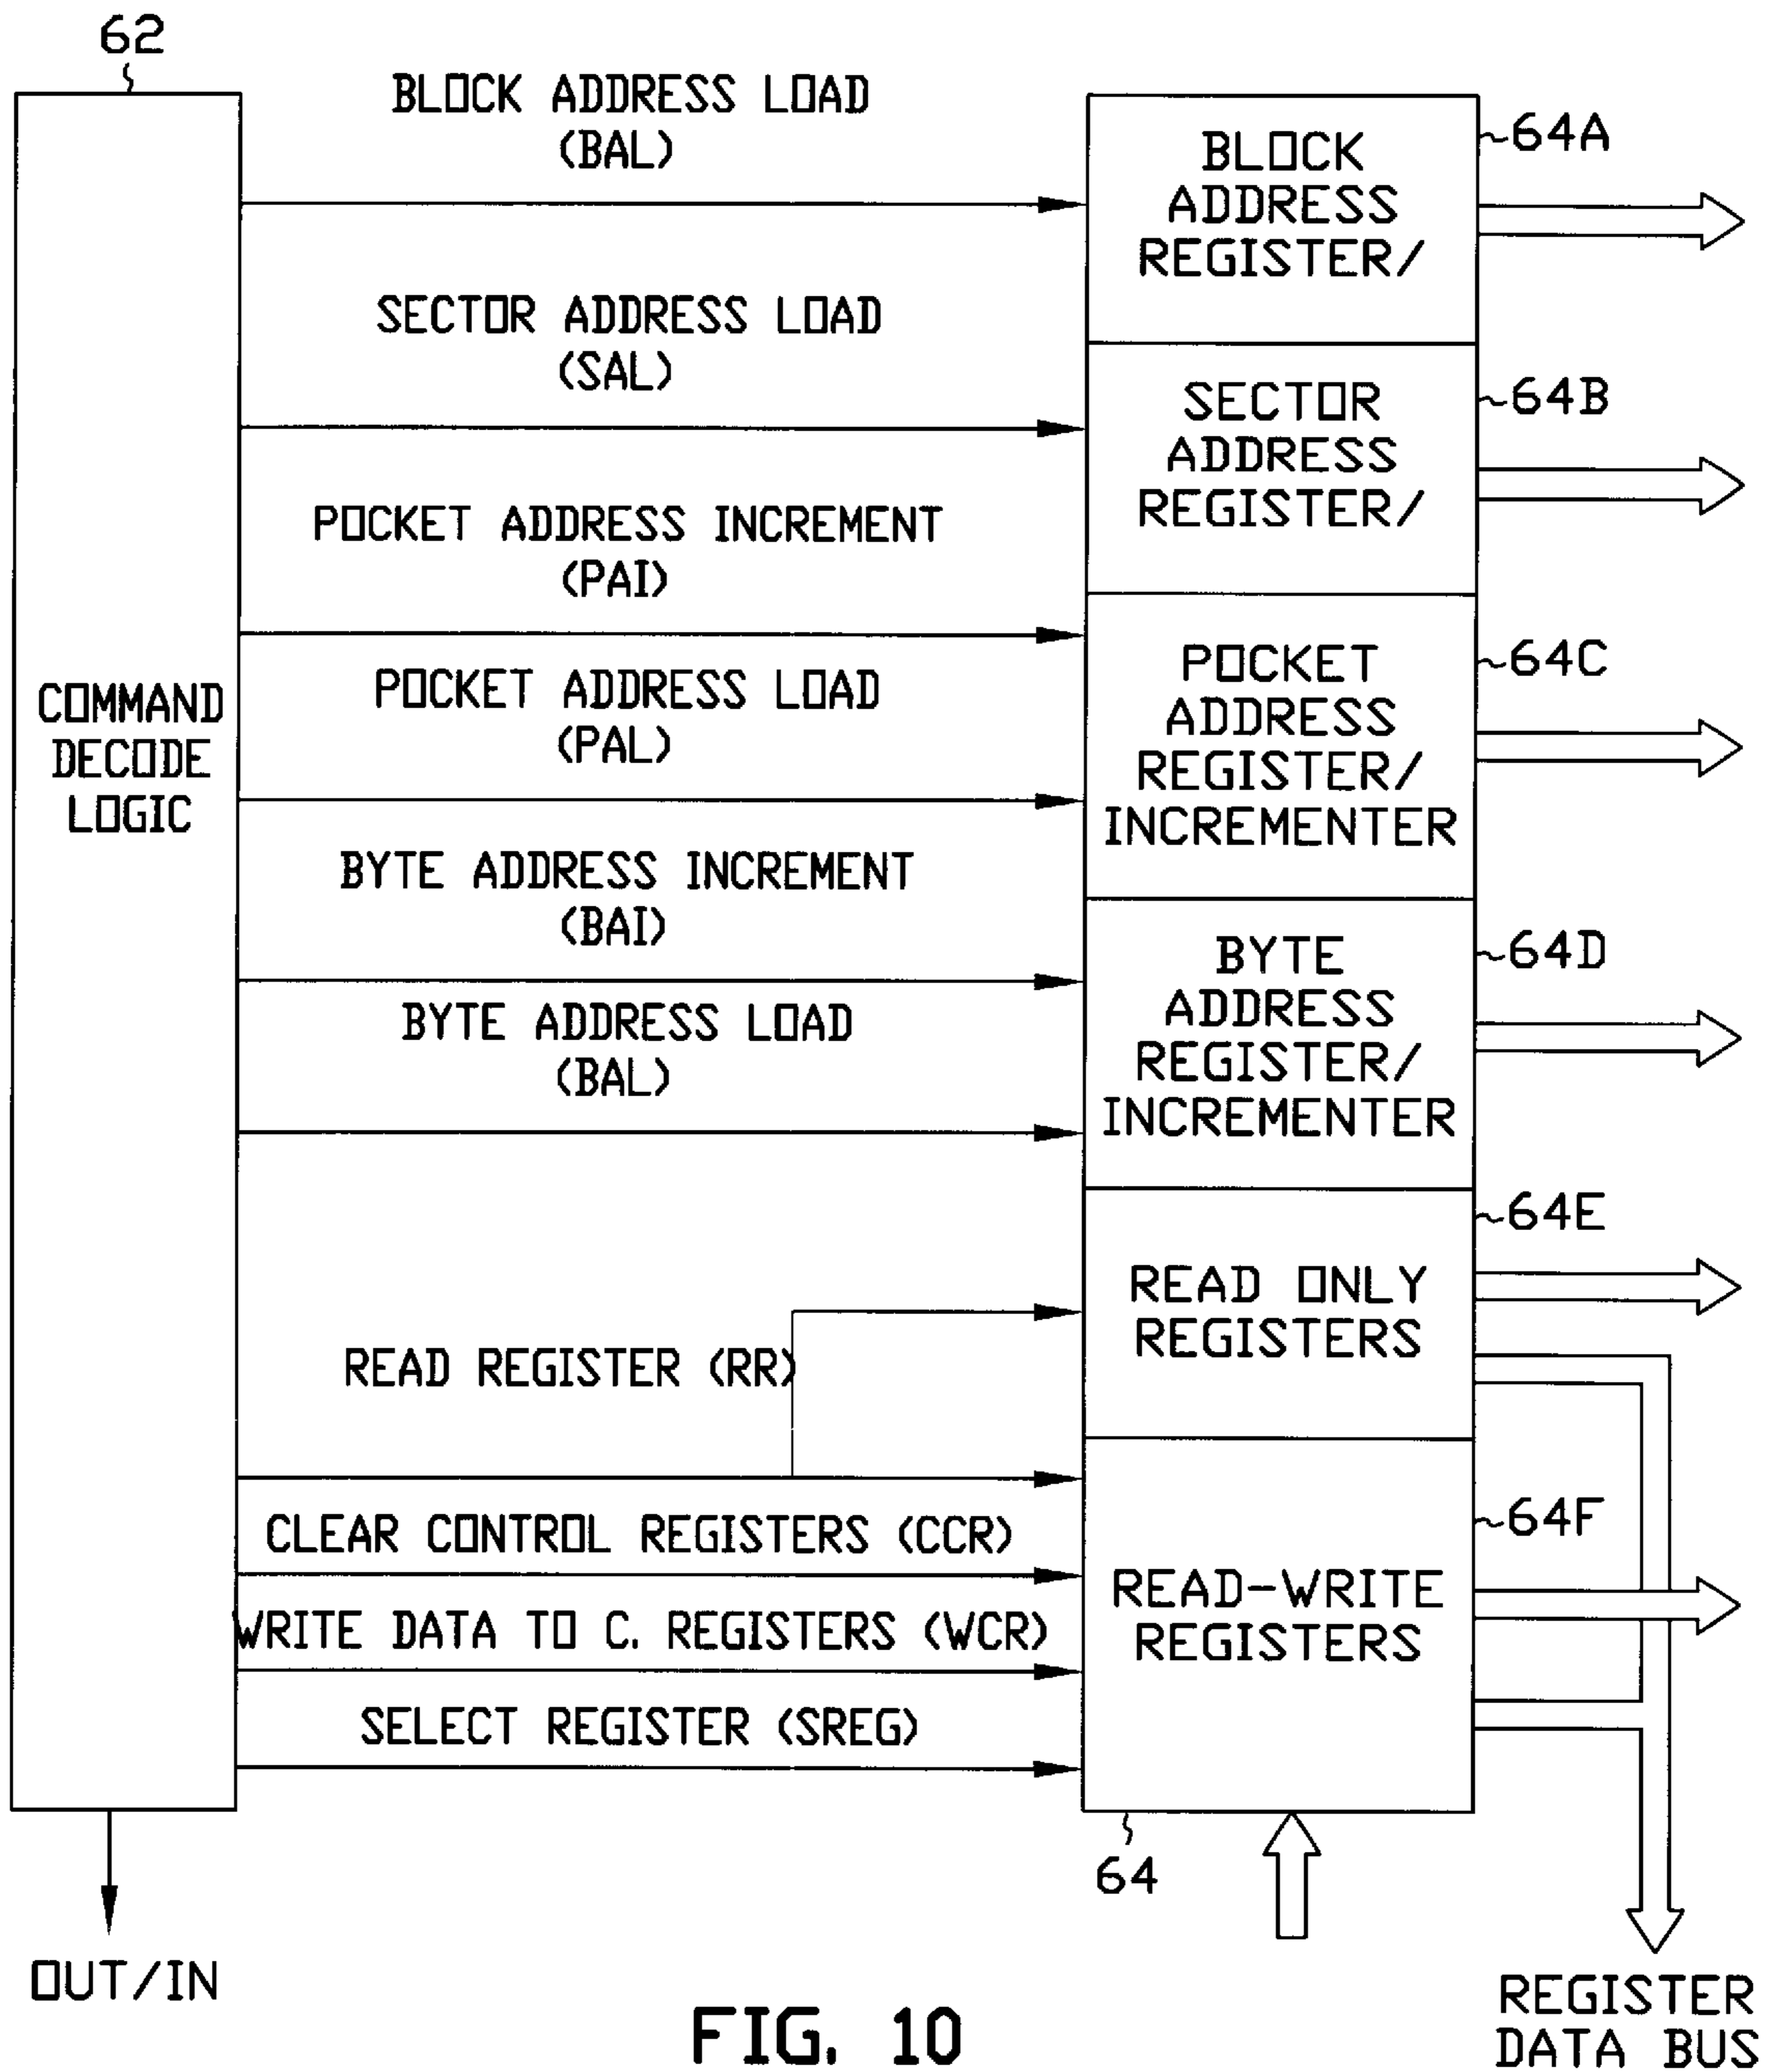 62
BLOCK ADDRESS LOAD
(BAL)
SECTOR ADDRESS LOAD
(SAL)
POCKET ADDRESS INCREMENT
(PAI)
POCKET ADDRESS LOAD
(PAL)
BYTE ADDRESS INCREMENT
(BAI)
BYTE ADDRESS LOAD
(BAL)
READ REGISTER (RR)
CLEAR CONTROL REGISTERS (CCR)
WRITE DATA TO C. REGISTERS (WCR)
SELECT REGISTER (SREG)
COMMAND
DECODE
LOGIC
OUT/IN
BLOCK
ADDRESS
REGISTER/
64A
SECTOR
ADDRESS
REGISTER/
64B
POCKET
ADDRESS
REGISTER/
INCREMENTER
64C
BYTE
ADDRESS
REGISTER/
INCREMENTER
64D
READ ONLY
REGISTERS
64E
READ-WRITE
REGISTERS
64F
64
REGISTER
DATA BUS
FIG. 10